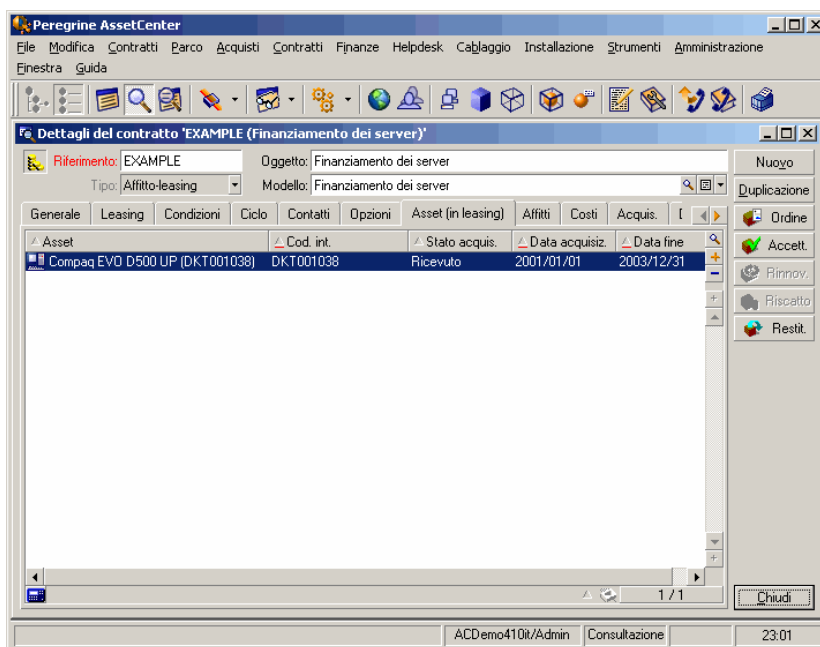 Peregrine AssetCenter
File Modifica Contratti Parco Acquisti Contratti Finanze Helpdesk Cablaggio Installazione Strumenti Amministrazione
Finestra Guida
Dettagli del contratto 'EXAMPLE (Finanziamento dei server)'
Riferimento: EXAMPLE Oggetto: Finanziamento dei server Nuovo
Tipo: Affitto-leasing Modello: Finanziamento dei server Duplicazione
Generale Leasing Condizioni Ciclo Contatti Opzioni Asset (in leasing) Affitti Costi Acquis. Ordine
Asset Cod. int. Stato acquis. Data acquisiz. Data fine Accett.
Compaq EVO D500 UP (DKT001038) DKT001038 Ricevuto 2001/01/01 2003/12/31 Rinnov.
Riscatto
Restit.
1 / 1 Chiudi
ACDemo410it/Admin Consultazione 23:01